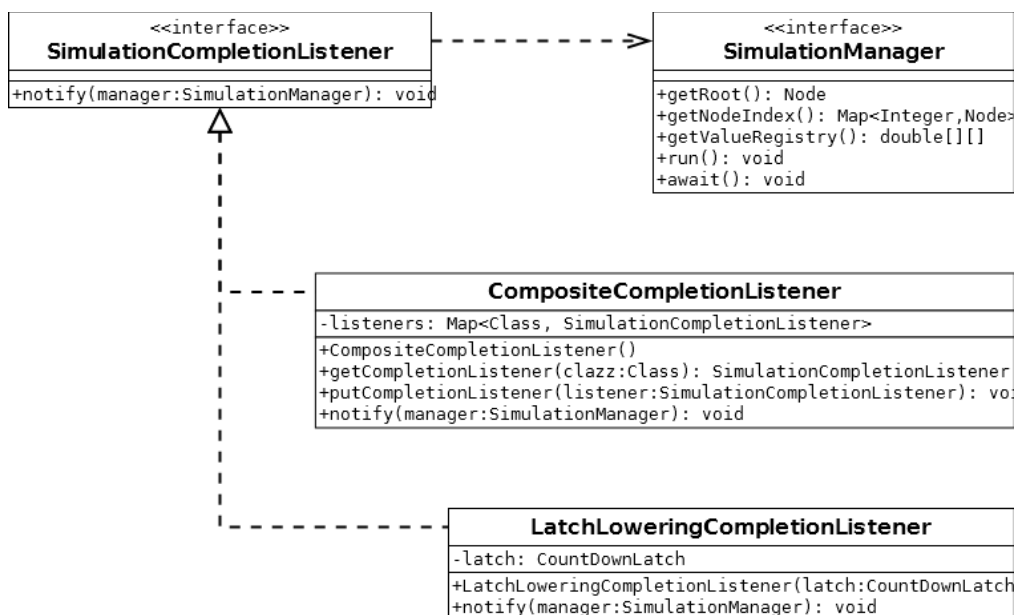 <<interface>>
SimulationCompletionListener
+notify(manager:SimulationManager): void
<<interface>>
SimulationManager
+getRoot(): Node
+getNodeIndex(): Map<Integer,Node>
+getValueRegistry(): double[][]
+run(): void
+await(): void
CompositeCompletionListener
-listeners: Map<Class, SimulationCompletionListener>
+CompositeCompletionListener()
+getCompletionListener(clazz:Class): SimulationCompletionListener
+putCompletionListener(listener:SimulationCompletionListener): voi
+notify(manager:SimulationManager): void
LatchLoweringCompletionListener
-latch: CountDownLatch
+LatchLoweringCompletionListener(latch:CountDownLatch
+notify(manager:SimulationManager): void